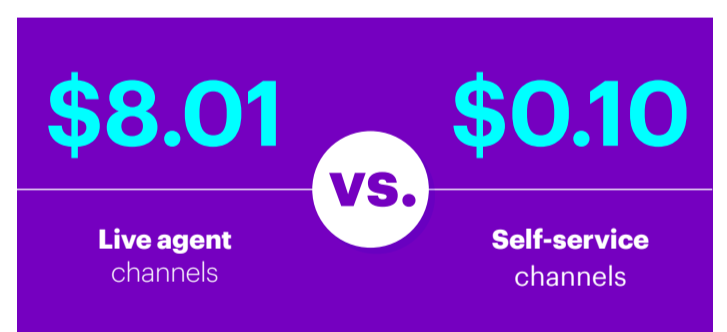 $8.01
$0.10
vs.
Live agent
channels
Self-service
channels